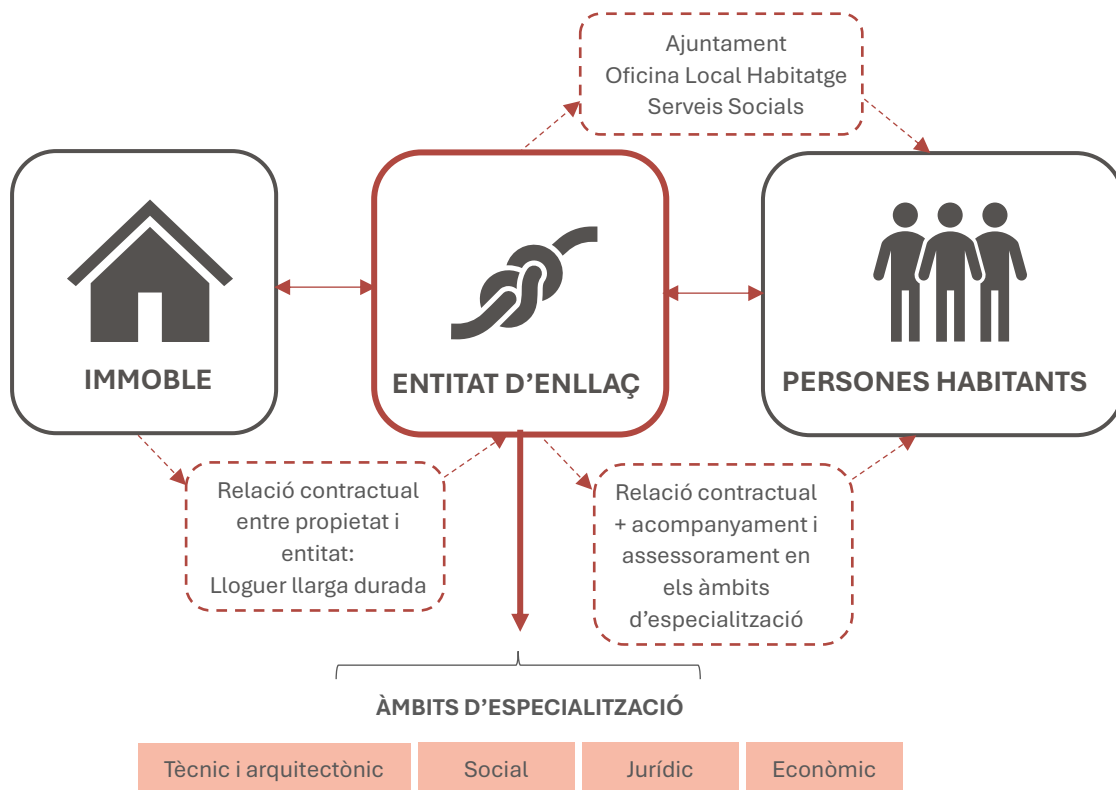 Ajuntament
Oficina Local Habitatge
Serveis Socials
IMMOBLE
ENTITAT D’ENLLAÇ
PERSONES HABITANTS
Relació contractual
entre propietat i
entitat:
Lloguer llarga durada
Relació contractual
+ acompanyament i
assessorament en
els àmbits
d’especialització
ÀMBITS D’ESPECIALITZACIÓ
Tècnic i arquitectònic
Social
Jurídic
Econòmic